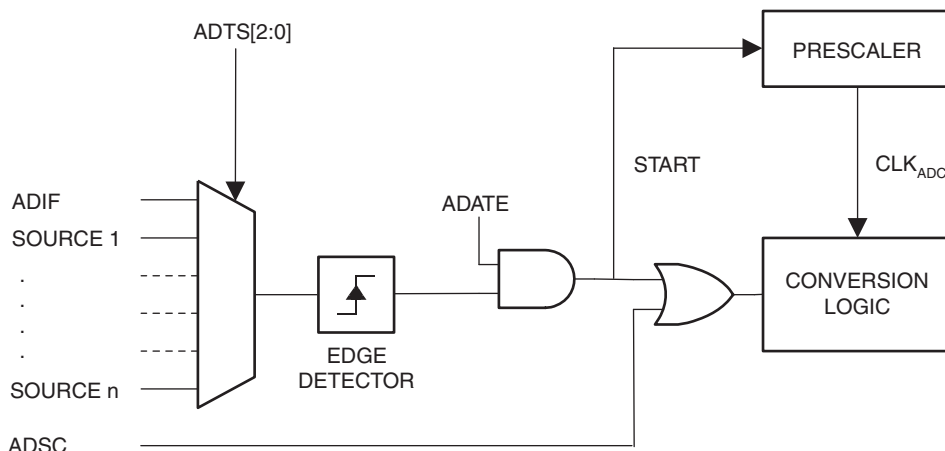 ADTS[2:0]
PRESCALER
START
CLKADC
ADIF
SOURCE 1
.
.
.
.
SOURCE n
ADATE
EDGE
DETECTOR
CONVERSION
LOGIC
ADSC